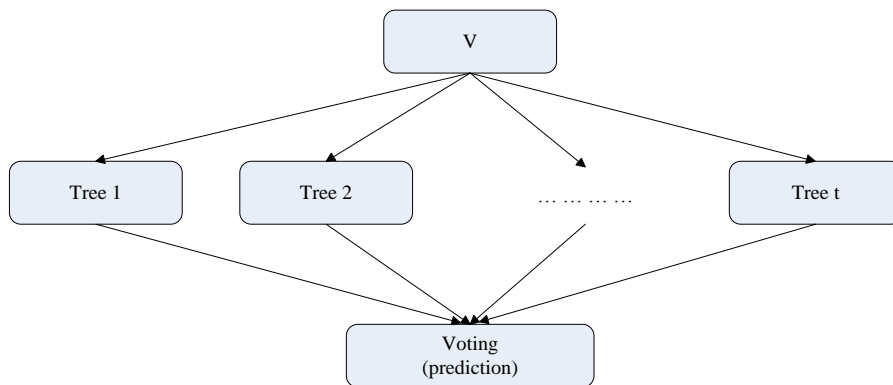 V
Tree 1
Tree 2
... ... ... ...
Tree t
Voting
(prediction)